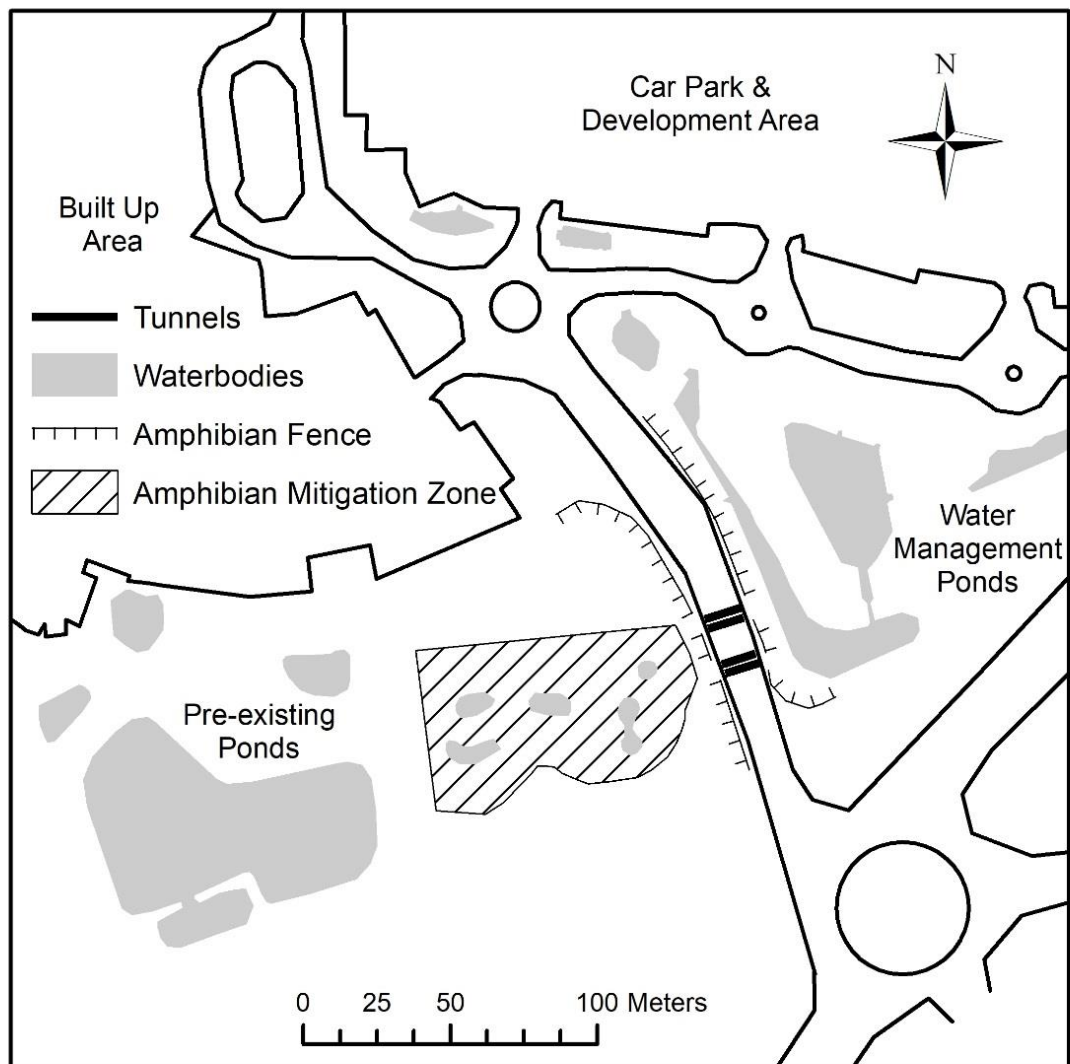 Car Park &
Development Area
N
Built Up
Area
Tunnels
Waterbodies
Amphibian Fence
Amphibian Mitigation Zone
Water
Management
Ponds
Pre-existing
Ponds
0 25 50 100 Meters